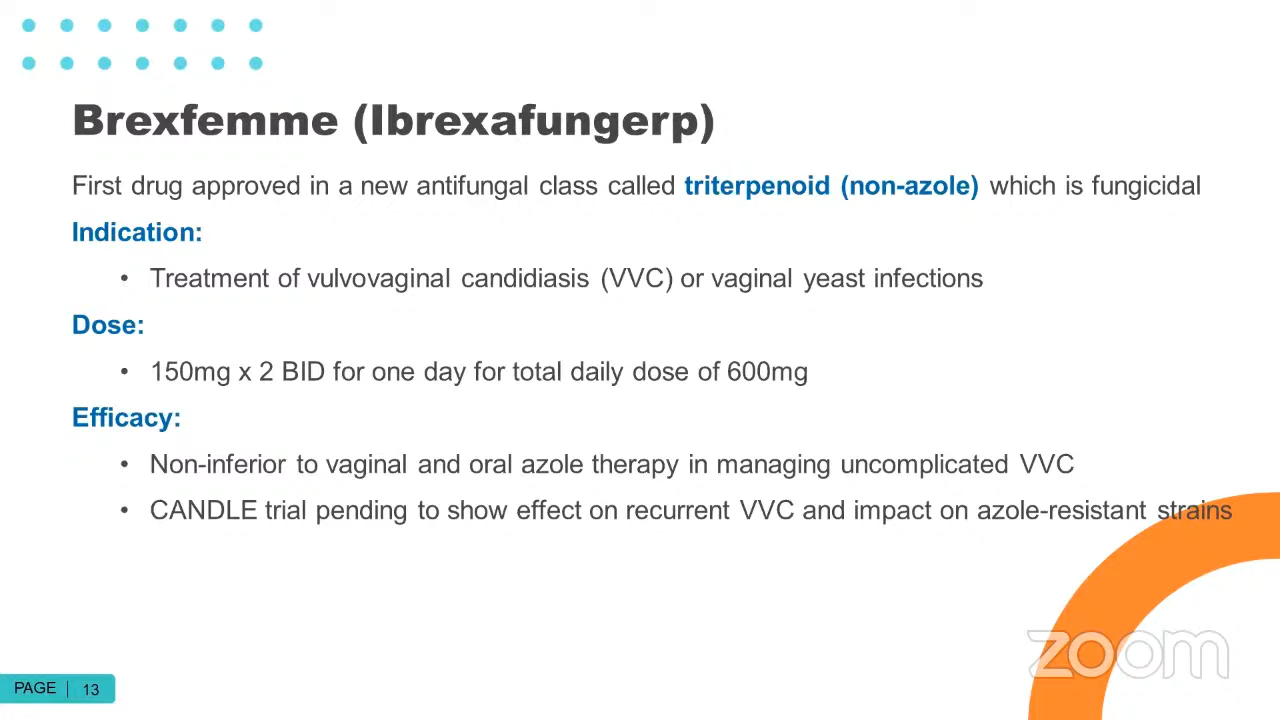 Brexfemme (Ibrexafungerp)
First drug approved in a new antifungal class called triterpenoid (non-azole) which is fungicidal
Indication:
• Treatment of vulvovaginal candidiasis (VVC) or vaginal yeast infections
Dose:
• 150mg x 2 BID for one day for total daily dose of 600mg
Efficacy:
• Non-inferior to vaginal and oral azole therapy in managing uncomplicated VVC
• CANDLE trial pending to show effect on recurrent VVC and impact on azole-resistant strains
zoom
PAGE | 13